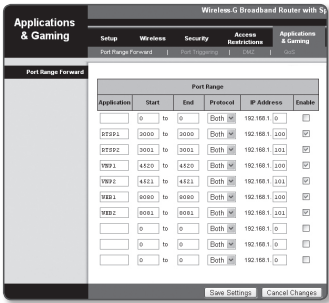 Wireless-G Broadband Router with Sp
Applications
& Gaming
Setup Wireless Security Access Restrictions Applications & Gaming
Port Range Forward | Port Triggering | DMZ | QoS
Port Range Forward
Port Range
Application Start End Protocol IP Address Enable
0 to 0 Both 192.168.1. 0
RTSP1 3000 to 3000 Both 192.168.1. 100
RTSP2 3001 to 3001 Both 192.168.1. 101
VNP1 4520 to 4520 Both 192.168.1. 100
VNP2 4521 to 4521 Both 192.168.1. 101
WEB1 8080 to 8080 Both 192.168.1. 100
WEB2 8081 to 8081 Both 192.168.1. 101
0 to 0 Both 192.168.1. 0
0 to 0 Both 192.168.1. 0
0 to 0 Both 192.168.1. 0
Save Settings Cancel Changes